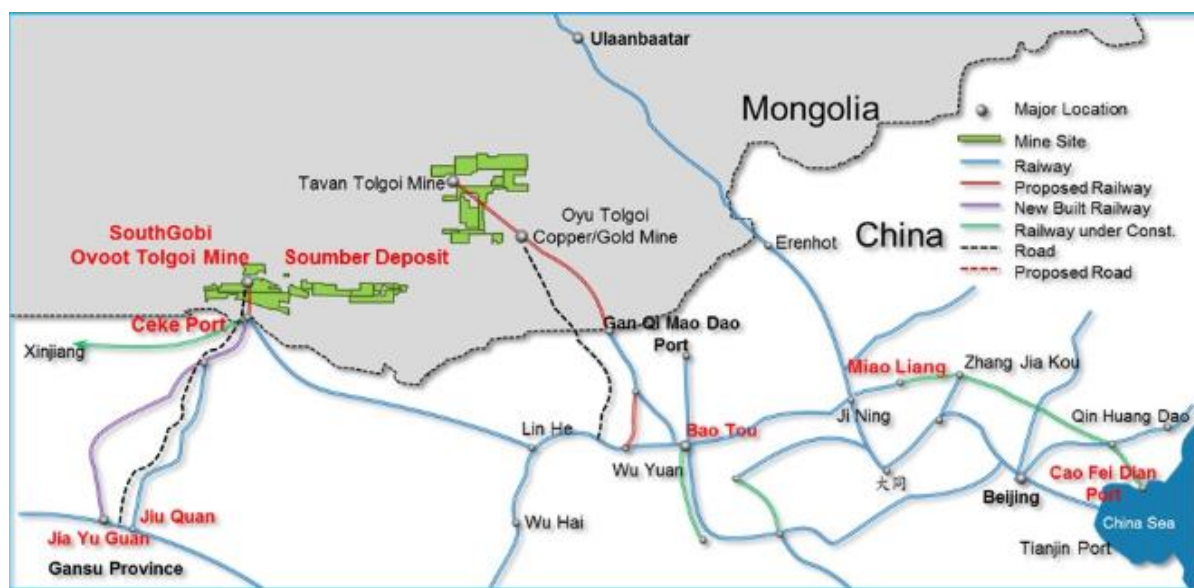 Ulaanbaatar
Mongolia
Major Location
Mine Site
Raiway
Proposed Railway
New Built Railway
Railway under Const.
Road
Proposed Road
Tavan Tolgoi Mine
Oyu Tolgoi
Copper/Gold Mine
China
Erenhot
SouthGobi
Ovoot Tolgoi Mine
Soumber Deposit
Ceke Port
Xinjiang
Gan-Qi Mao Dao
Port
Miao Liang
Zhang Jia Kou
Ji Ning
Qin Huang Dao
Lin He
Bao Tou
Wu Yuan
大同
Beijing
Cao Fei Dian
Port
Wu Hai
Jiu Quan
Jia Yu Guan
Gansu Province
China Sea
Tianjin Port